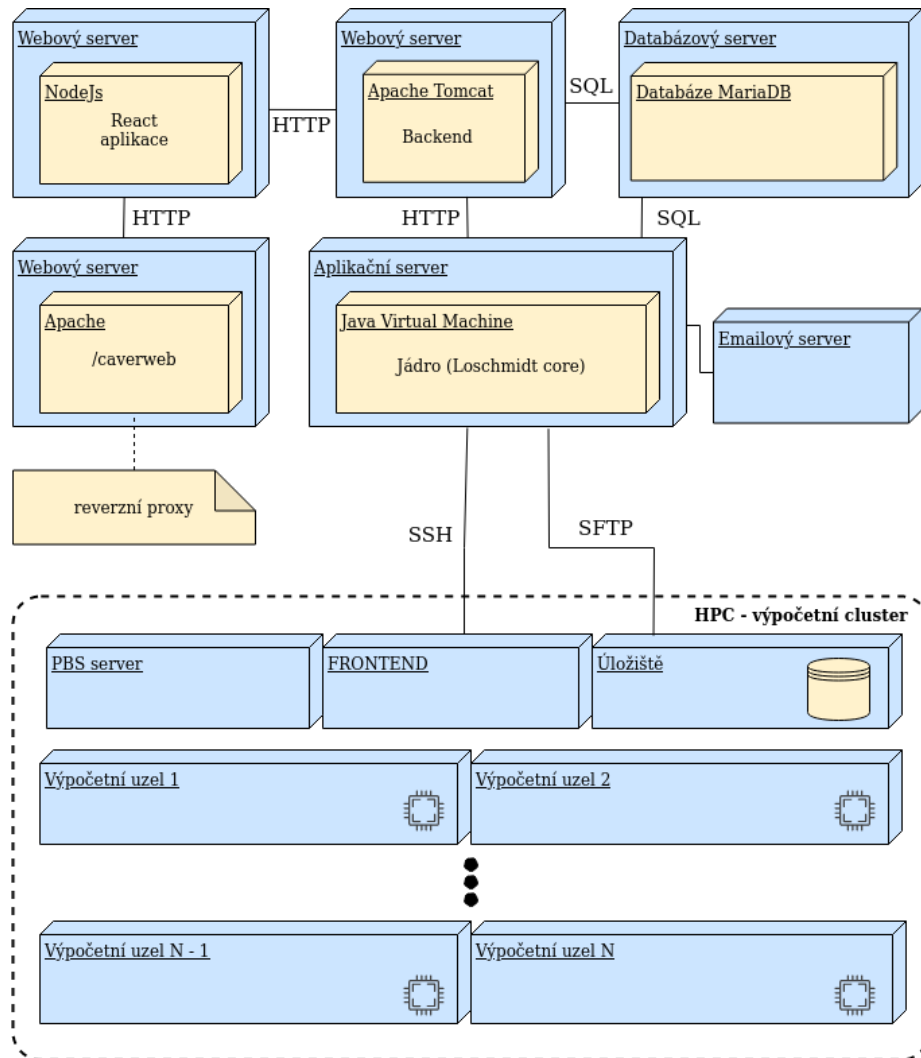 Webový server
NodeJs
React
aplikace
HTTP
Webový server
Apache Tomcat
Backend
SQL
Databázový server
Databáze MariaDB
HTTP
HTTP
SQL
Webový server
Apache
/caverweb
Aplikační server
Java Virtual Machine
Jádro (Loschmidt core)
Emailový server
reverzní proxy
SSH
SFTP
HPC - výpočetní cluster
PBS server
FRONTEND
Úložiště
Výpočetní uzel 1
Výpočetní uzel 2
Výpočetní uzel N - 1
Výpočetní uzel N